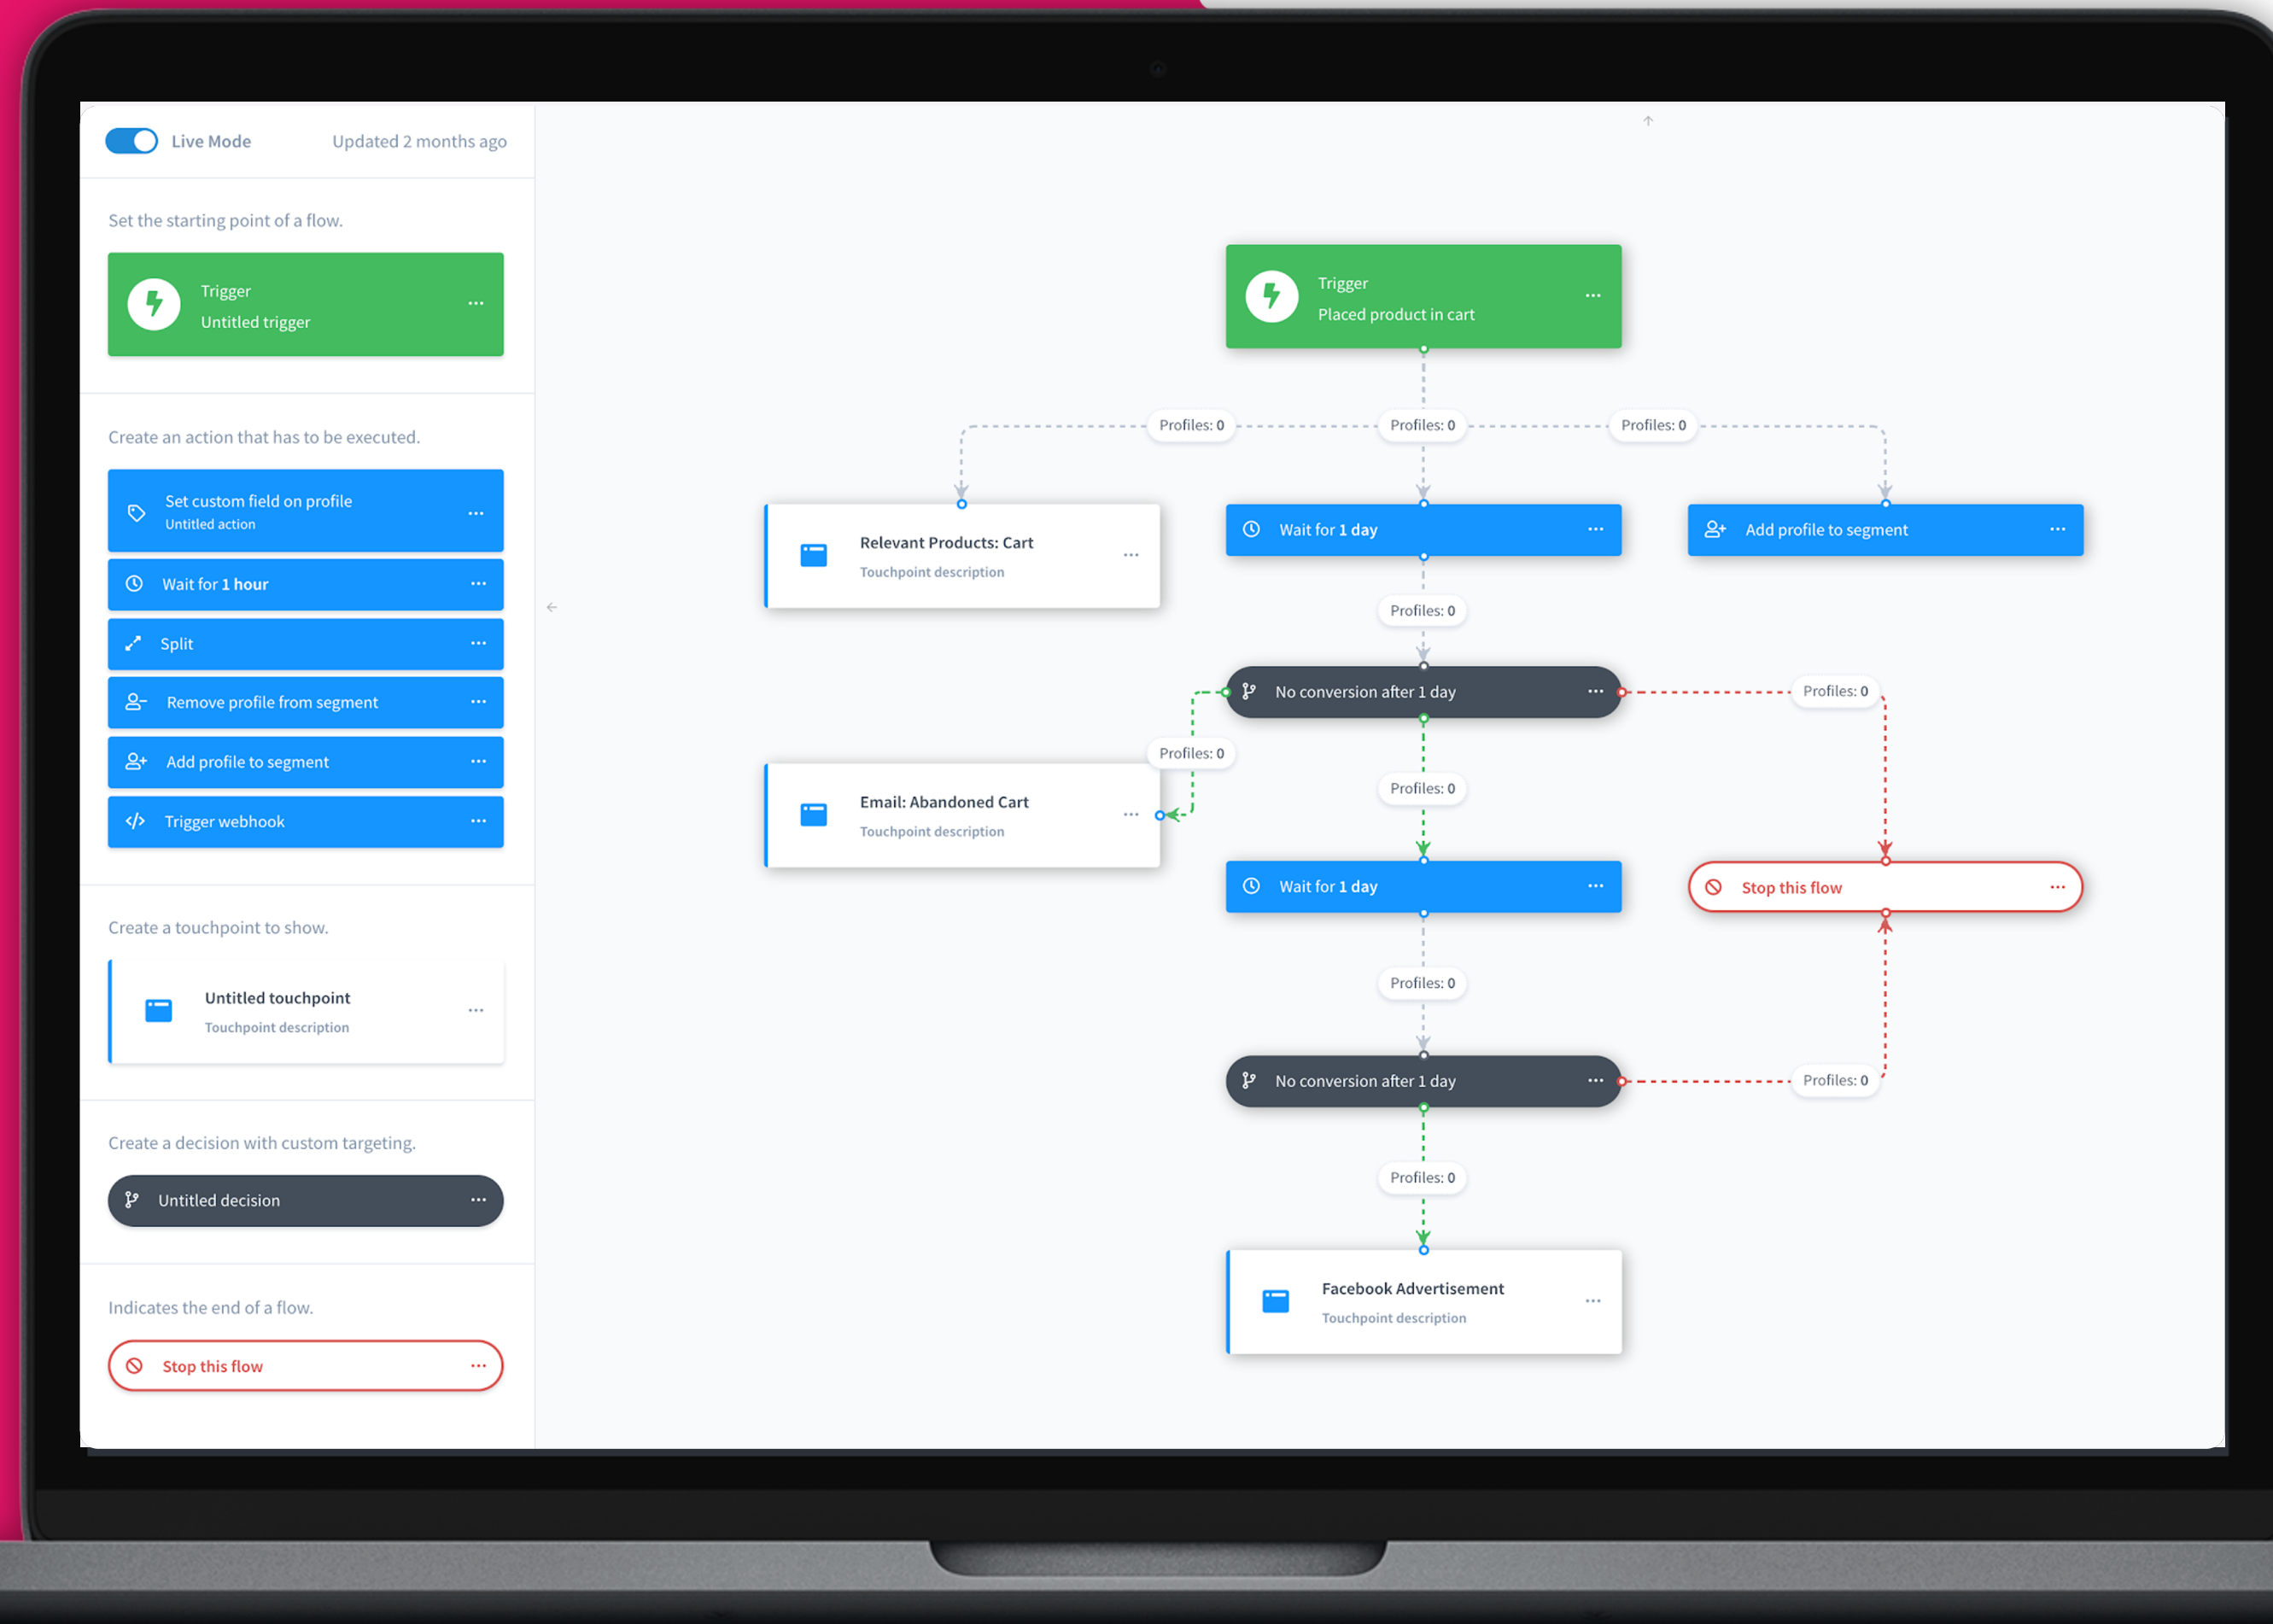 Live Mode
Updated 2 months ago
Set the starting point of a flow.
Trigger
Untitled trigger
Create an action that has to be executed.
Set custom field on profile
Untitled action
Wait for 1 hour
Split
Remove profile from segment
Add profile to segment
Trigger webhook
Create a touchpoint to show.
Untitled touchpoint
Touchpoint description
Create a decision with custom targeting.
Untitled decision
Indicates the end of a flow.
Stop this flow
Trigger
Placed product in cart
Profiles: 0
Profiles: 0
Profiles: 0
Relevant Products: Cart
Touchpoint description
Wait for 1 day
Add profile to segment
Profiles: 0
No conversion after 1 day
Profiles: 0
Profiles: 0
Email: Abandoned Cart
Touchpoint description
Profiles: 0
Wait for 1 day
Stop this flow
Profiles: 0
No conversion after 1 day
Profiles: 0
Profiles: 0
Facebook Advertisement
Touchpoint description